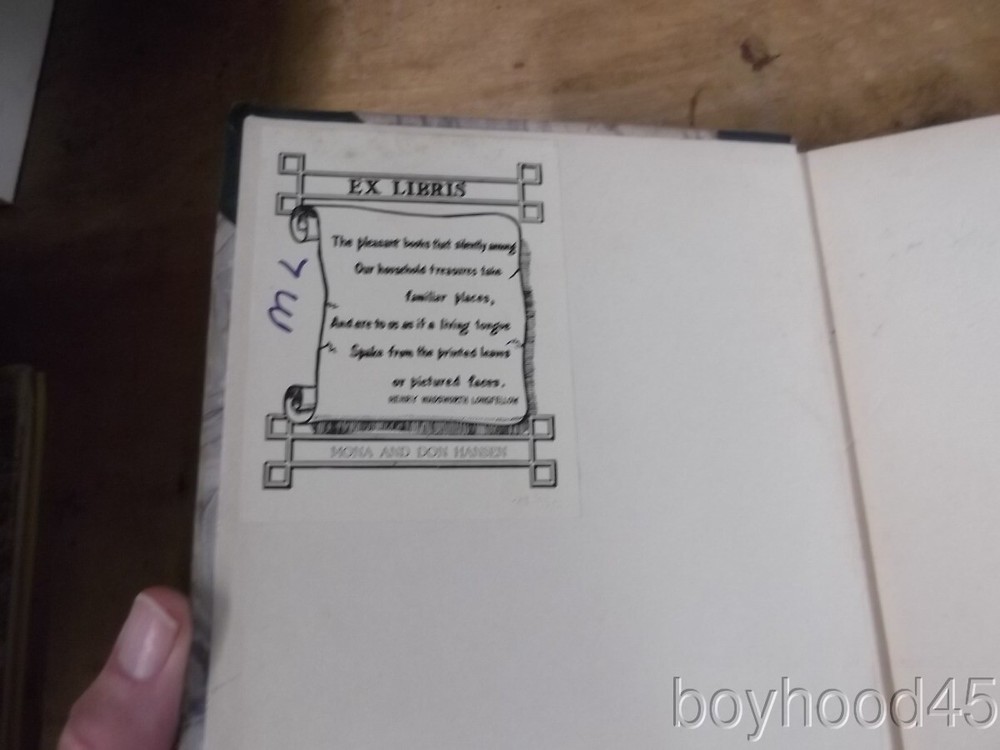 EX LIBRIS
The pleasant books that silently among
Our household treasures take
familiar places,
And are to us as if a living tongue
Spake from the printed leaves
or pictured faces.
HENRY WADSWORTH LONGFELLOW
MONA AND DON HANSEN
boyhood45